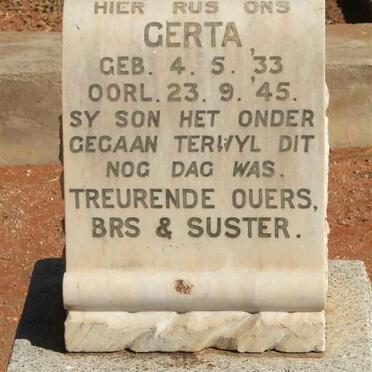 HIER RUS ONS
GERTA
GEB. 4. 5. '33
OORL. 23. 9. '45.
SY SON HET ONDER
GEGAAN TERWYL DIT
NOG DAG WAS.
TREURENDE OUERS,
BRS & SUSTER.